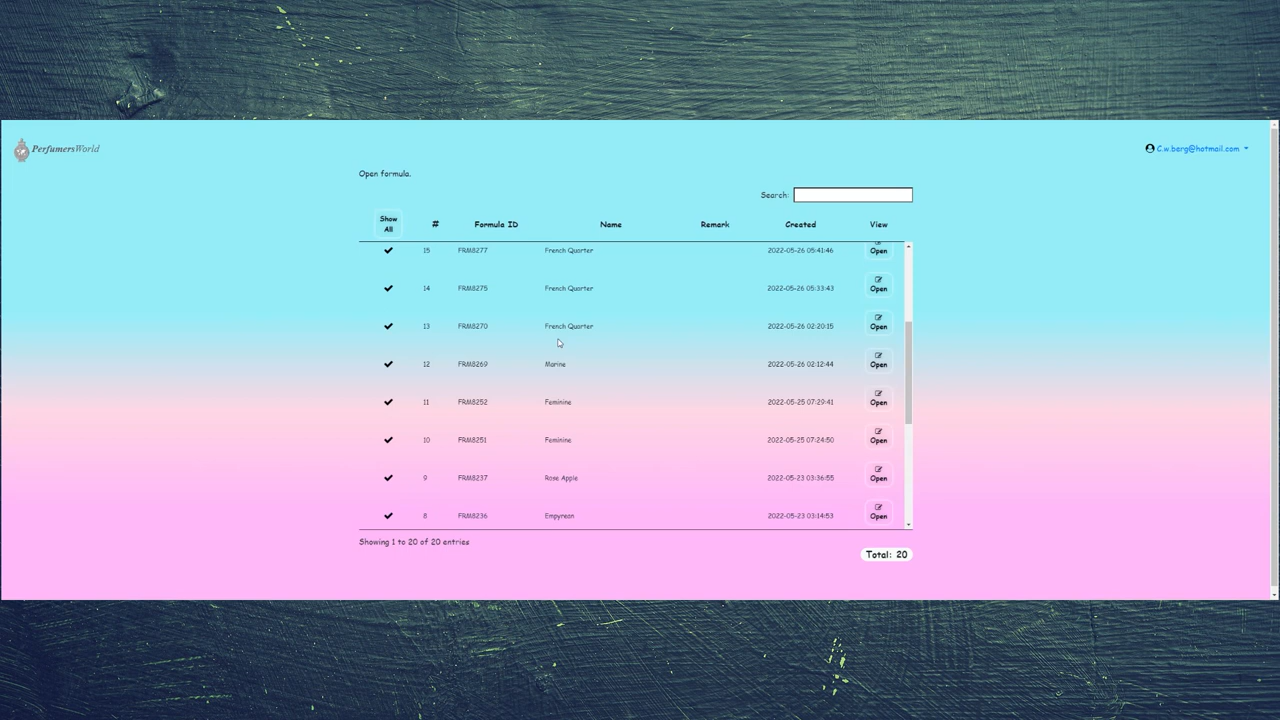 PerfumersWorld
C.w.berg@hotmail.com
Open formula.
Search:
Show All # Formula ID Name Remark Created View
15 FRM8277 French Quarter 2022-05-26 05:41:46 Open
14 FRM8275 French Quarter 2022-05-26 05:33:43 Open
13 FRM8270 French Quarter 2022-05-26 02:20:15 Open
12 FRM8269 Marine 2022-05-26 02:12:44 Open
11 FRM8252 Feminine 2022-05-25 07:29:41 Open
10 FRM8251 Feminine 2022-05-25 07:24:50 Open
9 FRM8237 Rose Apple 2022-05-23 03:36:55 Open
8 FRM8236 Empyrean 2022-05-23 03:14:53 Open
Showing 1 to 20 of 20 entries
Total: 20